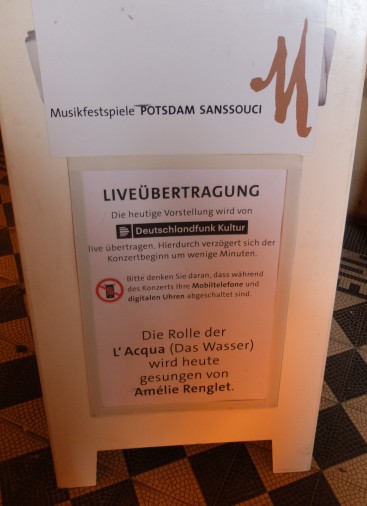 Musikfestspiele POTSDAM SANSSOUCI
LIVEÜBERTRAGUNG
Die heutige Vorstellung wird von
Deutschlandfunk Kultur
live übertragen. Hierdurch verzögert sich der
Konzertbeginn um wenige Minuten.
Bitte denken Sie daran, dass während
des Konzerts Ihre Mobiltelefone und
digitalen Uhren abgeschaltet sind.
Die Rolle der
L'Acqua (Das Wasser)
wird heute
gesungen von
Amélie Renglet.